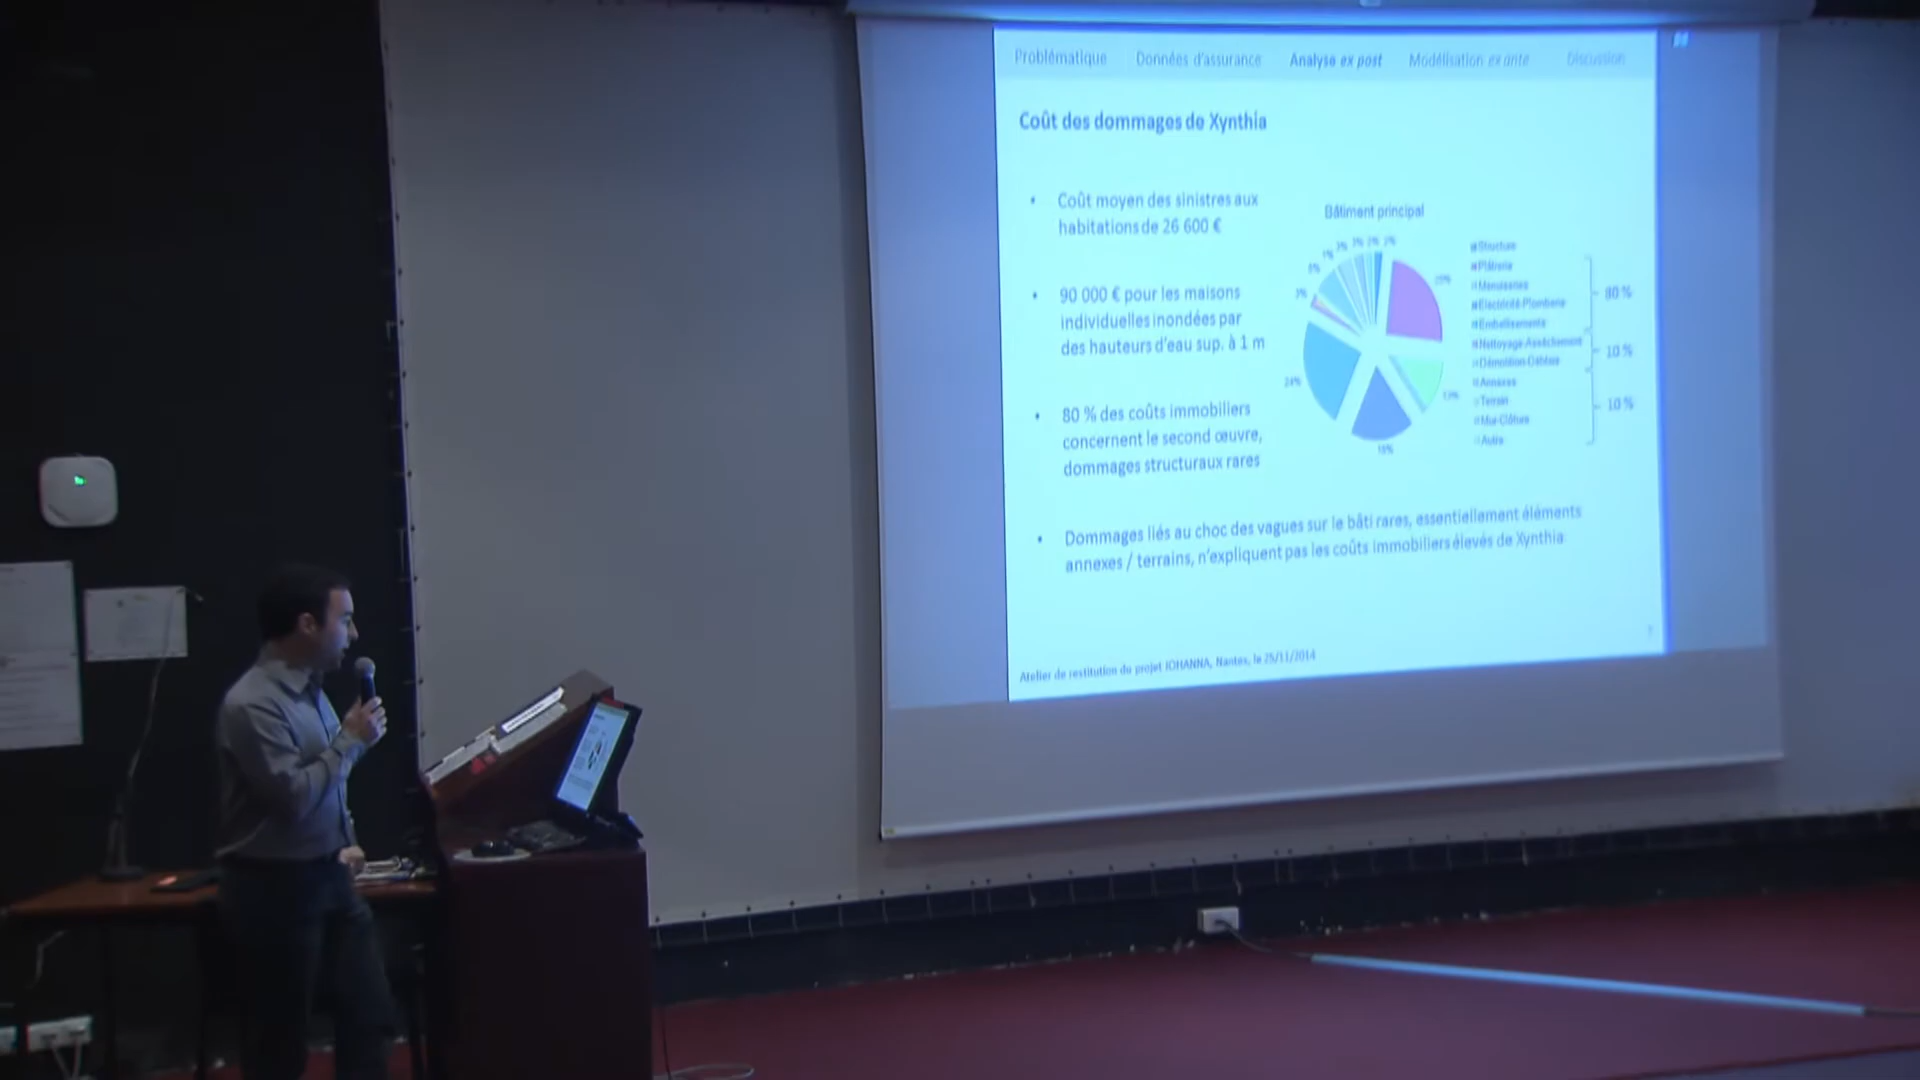 Problématique Données d'assurance Analyse ex post Modélisation ex ante Discussion
Coût des dommages de Xynthia
• Coût moyen des sinistres aux
habitations de 26 600 €
• 90 000 € pour les maisons
individuelles inondées par
des hauteurs d'eau sup. à 1 m
• 80 % des coûts immobiliers
concernent le second œuvre,
dommages structuraux rares
• Dommages liés au choc des vagues sur le bâti rares, essentiellement éléments
annexes / terrains, n'expliquent pas les coûts immobiliers élevés de Xynthia
Bâtiment principal
24%
Structure
Plâtrerie
Menuiseries
Electricité-Plomberie
Embellissements
Nettoyage-Assèchement
Démolition-Déblais
Annexes
Terrain
Mur-Clôture
Autre
80 %
10 %
10 %
Atelier de restitution du projet JOHANNA, Nantes, le 25/11/2014